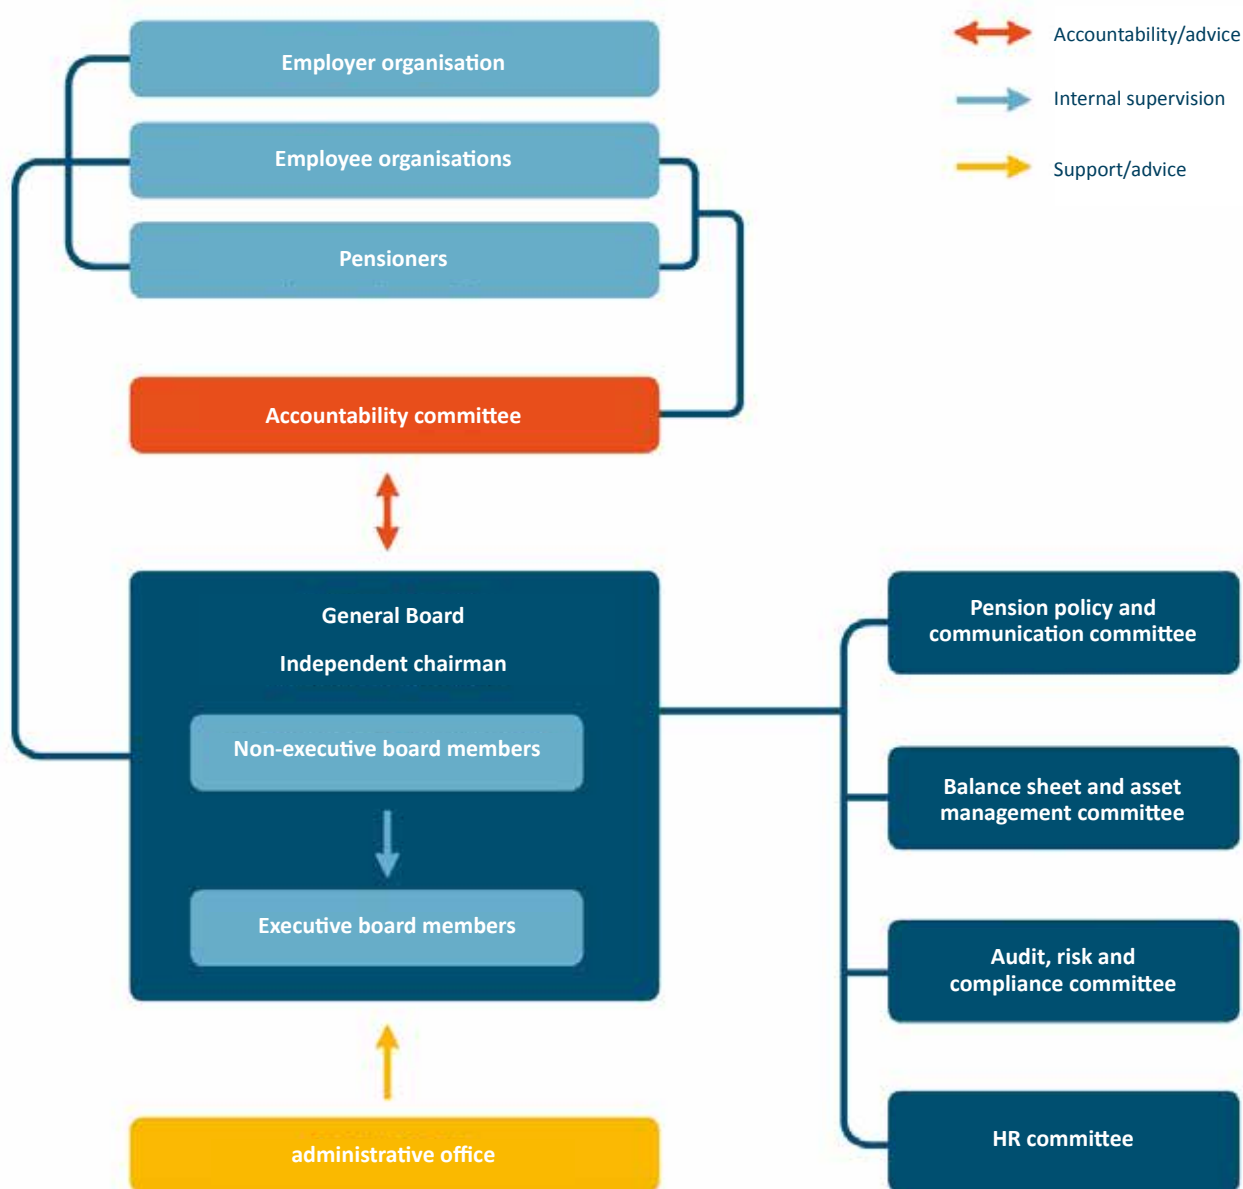 Employer organisation
Employee organisations
Pensioners
Accountability committee
General Board
Independent chairman
Non-executive board members
Executive board members
administrative office
Accountability/advice
Internal supervision
Support/advice
Pension policy and
communication committee
Balance sheet and asset
management committee
Audit, risk and
compliance committee
HR committee